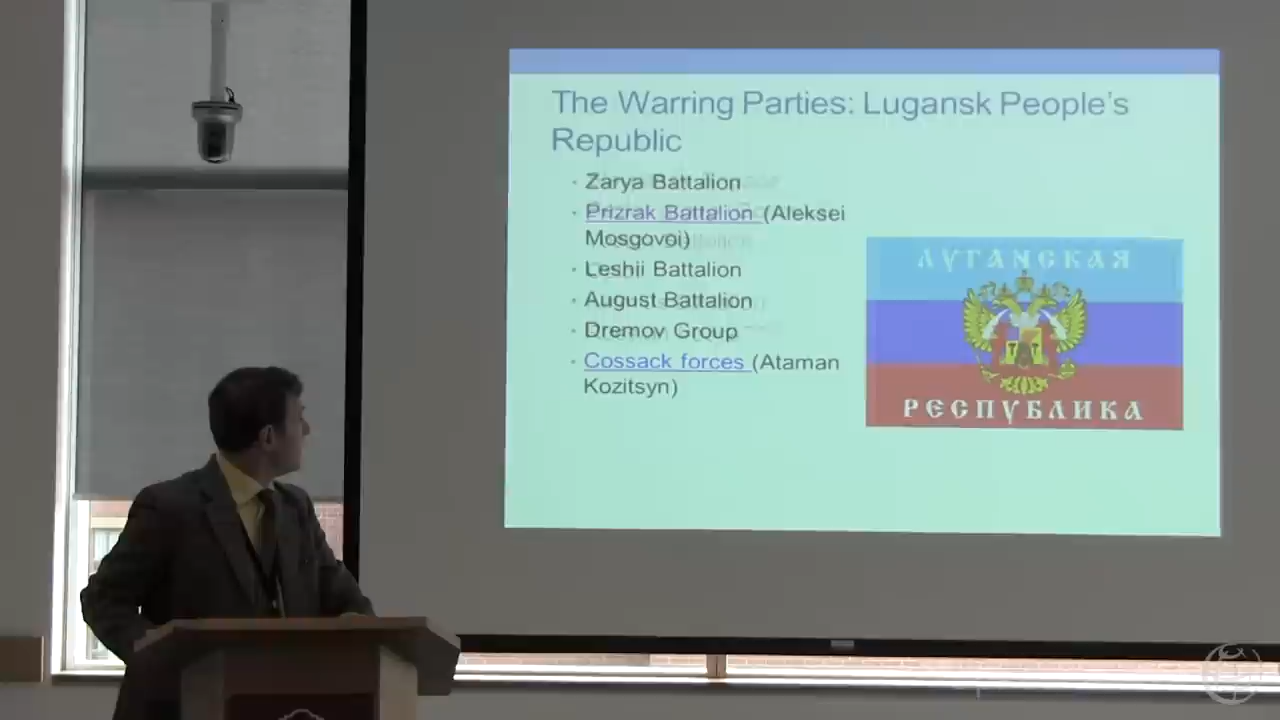 The Warring Parties: Lugansk People's
Republic
· Zarya Battalion
· Prizrak Battalion (Aleksei
Mosgovoi)
· Leshii Battalion
· August Battalion
· Dremov Group
· Cossack forces (Ataman
Kozitsyn)
ЛУГАНСКАЯ
РЕСПУБЛИКА